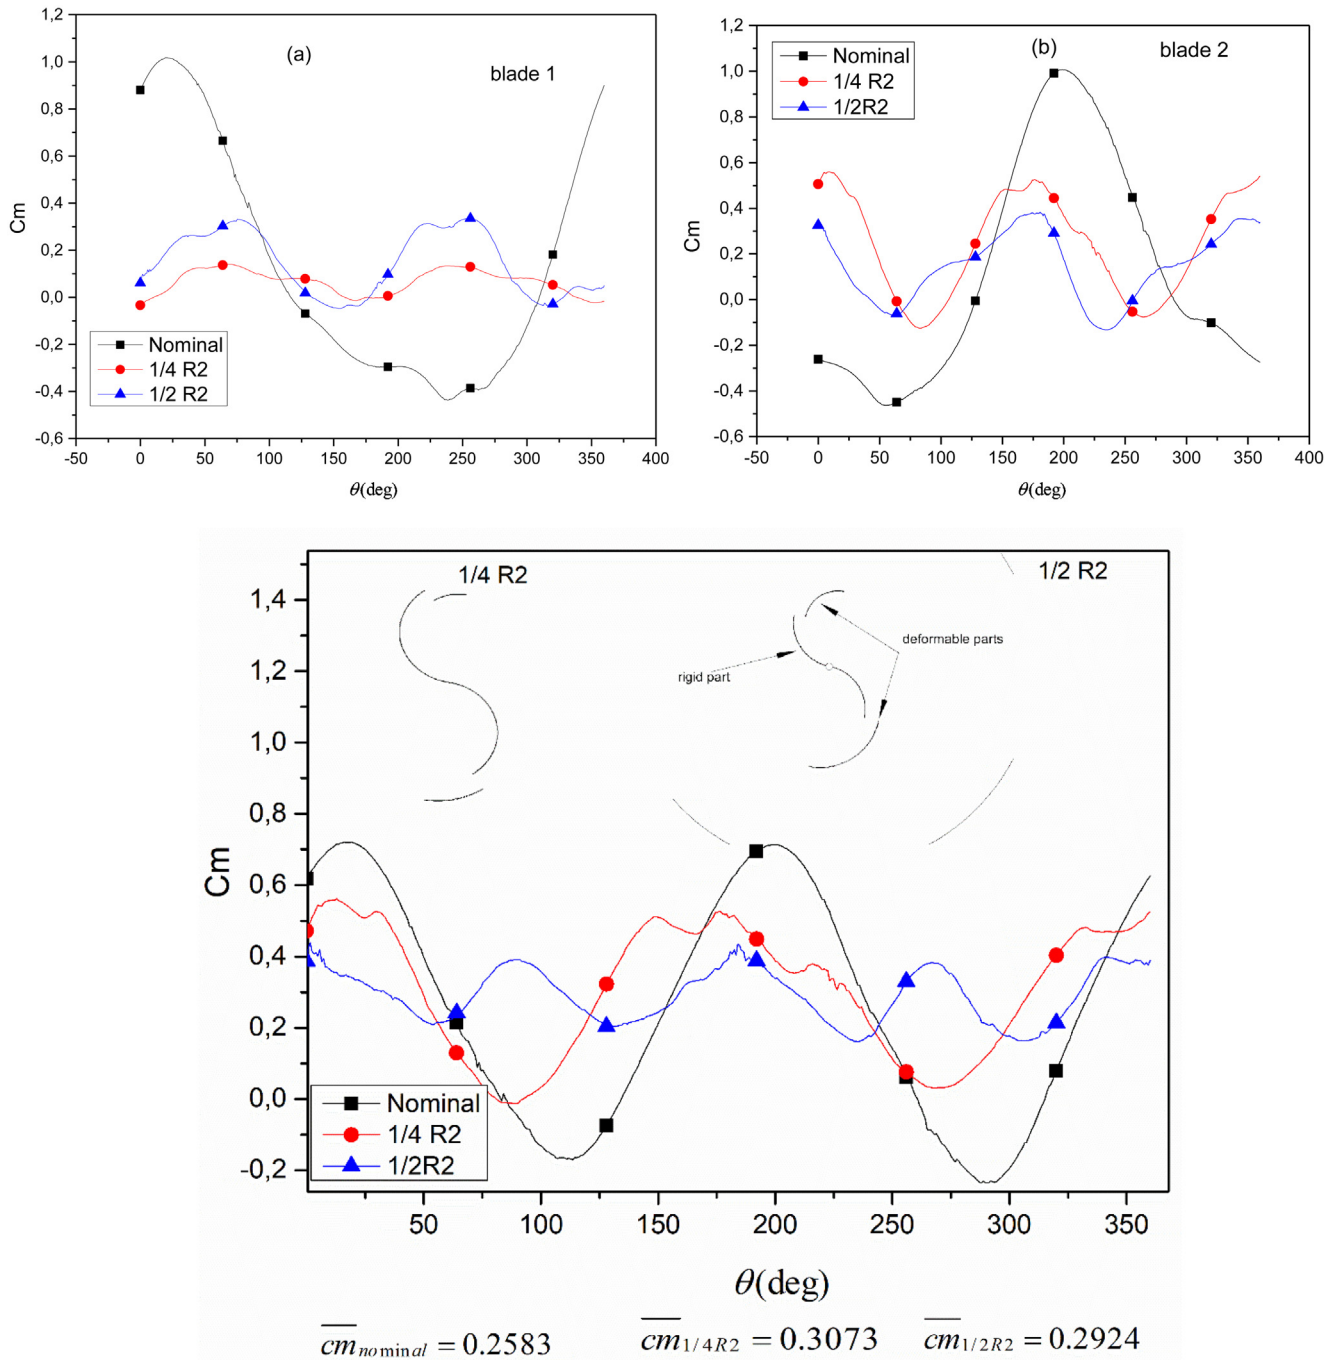 (a)
blade 1
Nominal
1/4 R2
1/2 R2
Cm
1,2
1,0
0,8
0,6
0,4
0,2
0,0
-0,2
-0,4
-0,6
-50 0 50 100 150 200 250 300 350 400
θ(deg)
(b)
blade 2
Nominal
1/4 R2
1/2R2
Cm
1,2
1,0
0,8
0,6
0,4
0,2
0,0
-0,2
-0,4
-0,6
-50 0 50 100 150 200 250 300 350 400
θ(deg)
1/4 R2
1/2 R2
deformable parts
rigid part
Cm
1,4
1,2
1,0
0,8
0,6
0,4
0,2
0,0
-0,2
Nominal
1/4 R2
1/2R2
50 100 150 200 250 300 350
θ(deg)
cm nominal = 0.2583
cm 1/4R2 = 0.3073
cm 1/2R2 = 0.2924